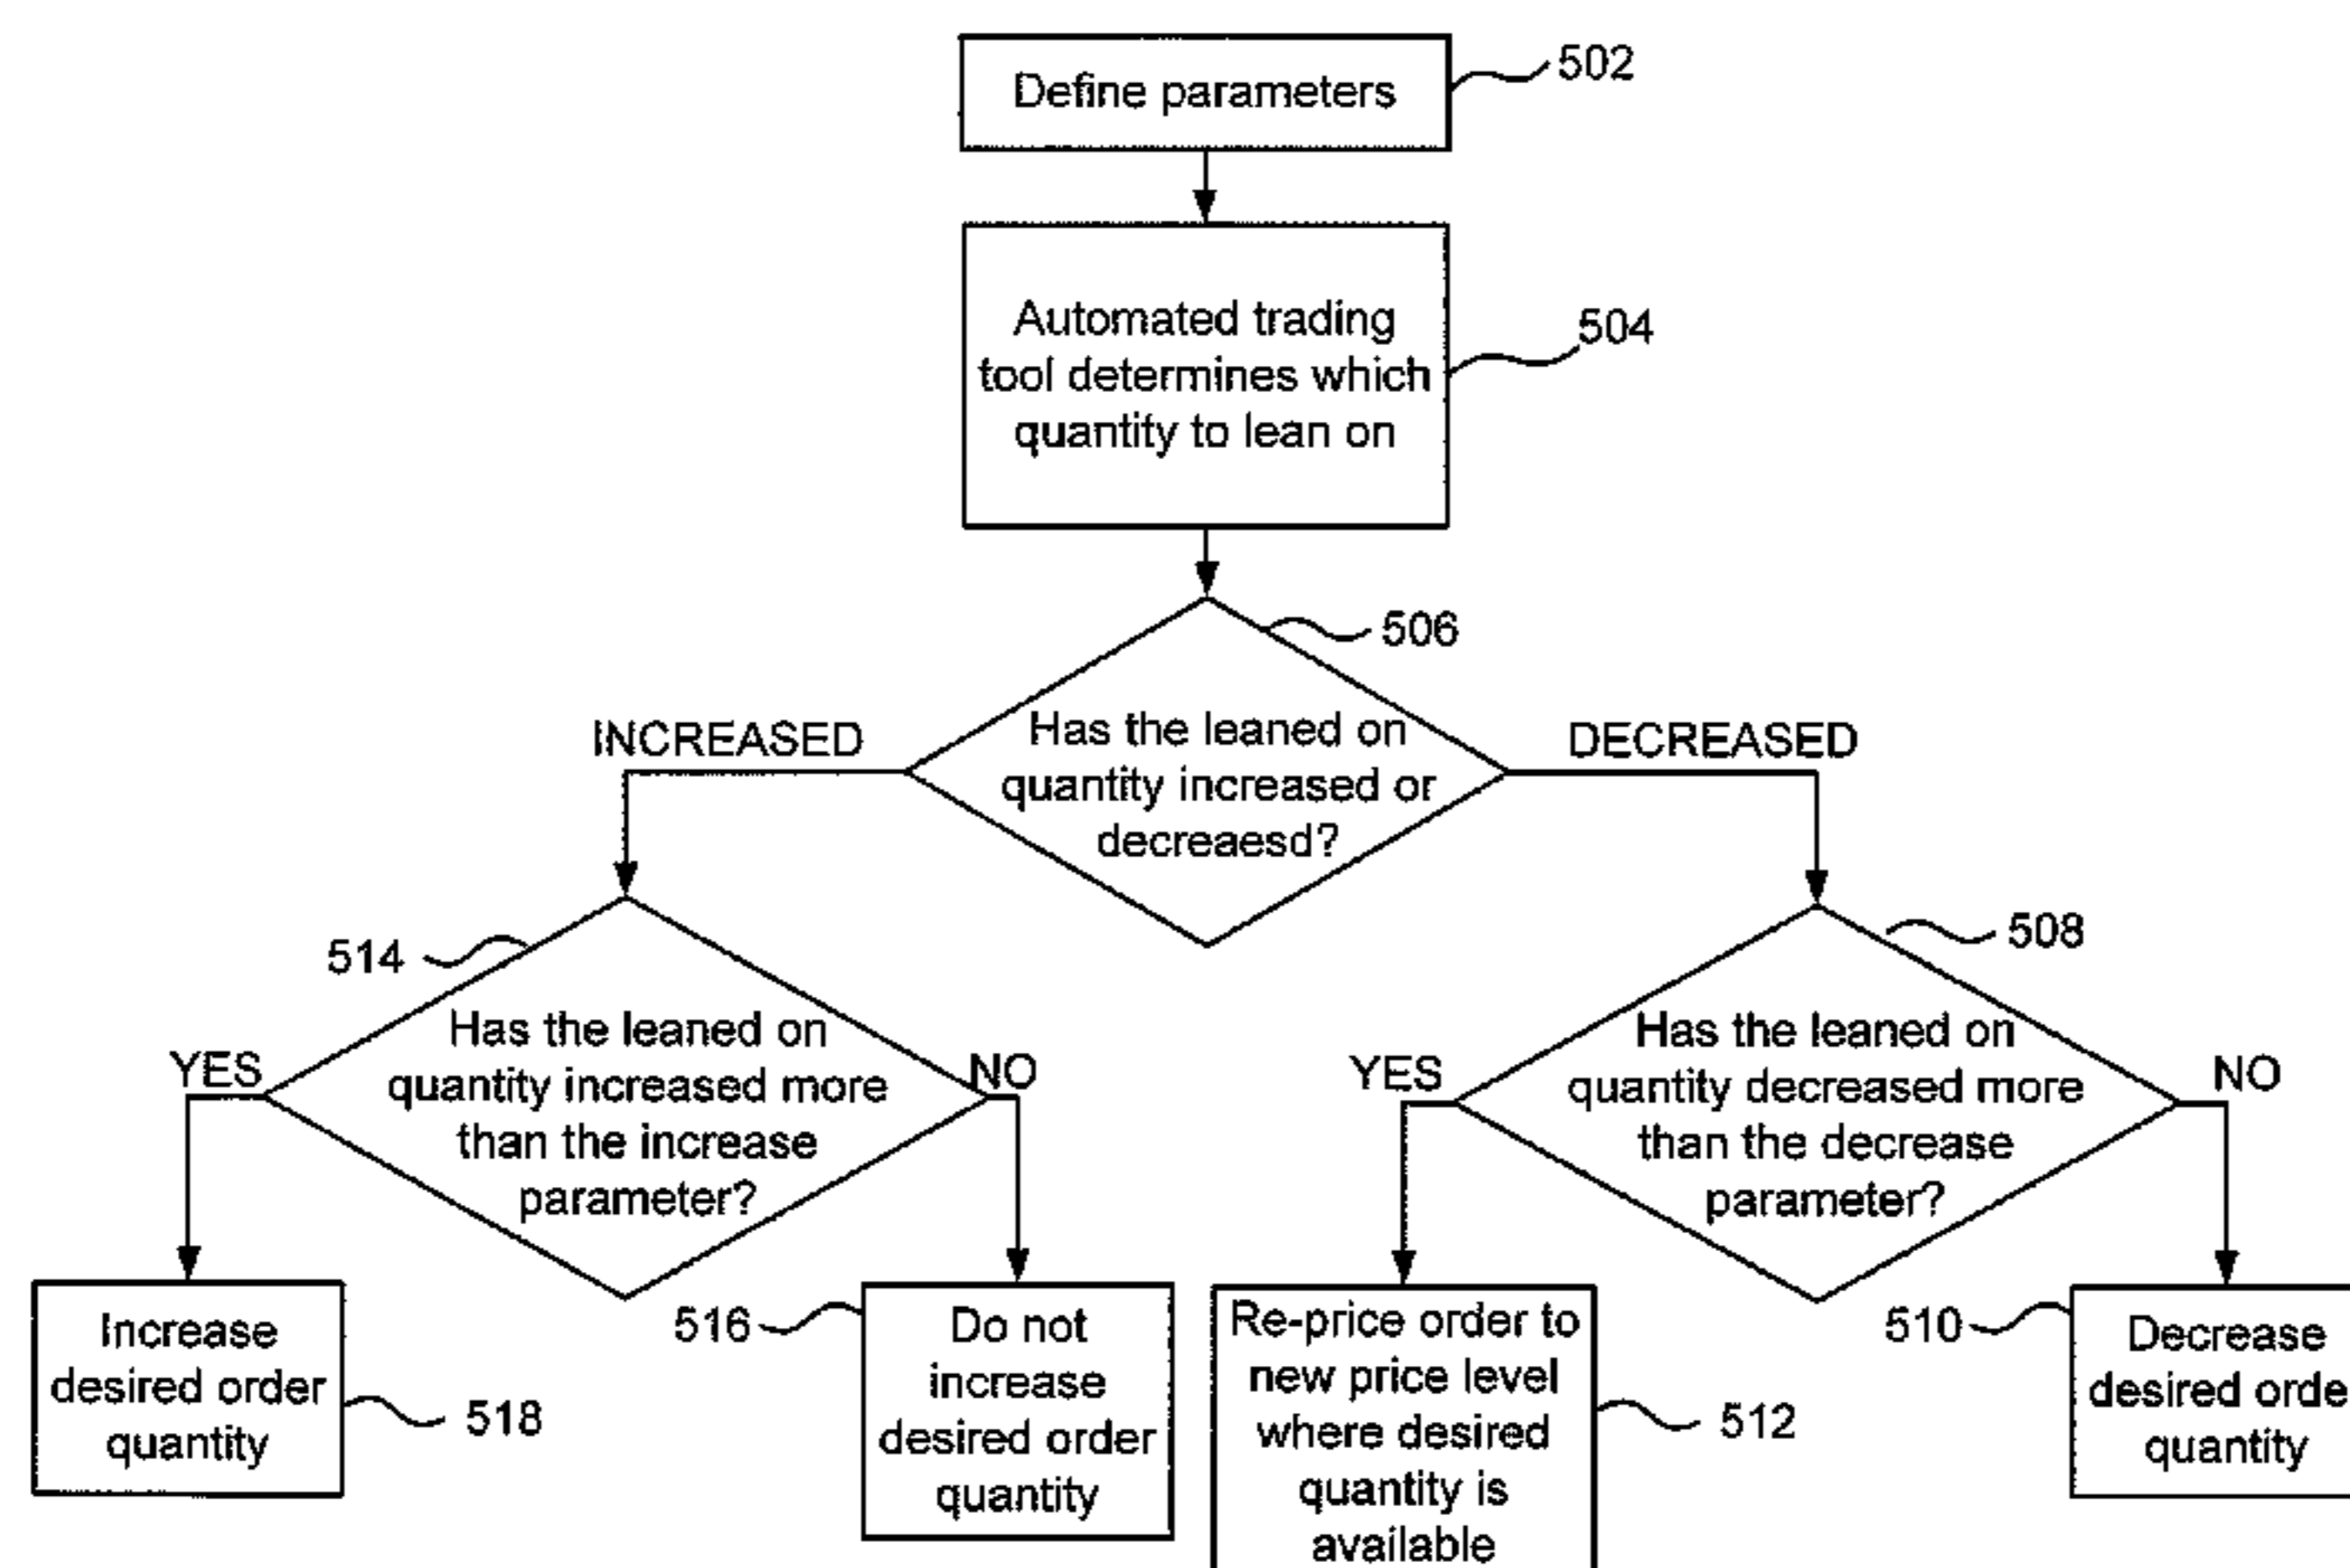 Define parameters
502
Automated trading
tool determines which
quantity to lean on
504
506
Has the leaned on
quantity increased or
decreaesd?
INCREASED
DECREASED
514
Has the leaned on
quantity increased more
than the increase
parameter?
YES
NO
508
Has the leaned on
quantity decreased more
than the decrease
parameter?
YES
NO
Increase
desired order
quantity
518
516
Do not
increase
desired order
quantity
Re-price order to
new price level
where desired
quantity is
available
512
510
Decrease
desired orde
quantity